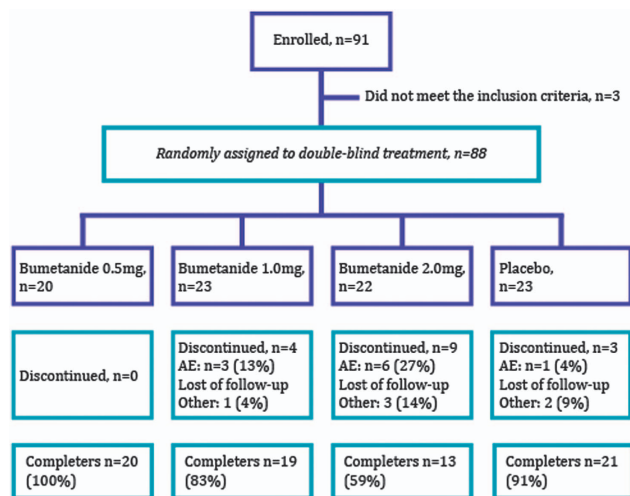 Enrolled, n=91
Did not meet the inclusion criteria, n=3
Randomly assigned to double-blind treatment, n=88
Bumetanide 0.5mg,
n=20
Bumetanide 1.0mg,
n=23
Bumetanide 2.0mg,
n=22
Placebo,
n=23
Discontinued, n=0
Discontinued, n=4
AE: n=3 (13%)
Lost of follow-up
Other: 1 (4%)
Discontinued, n=9
AE: n=6 (27%)
Lost of follow-up
Other: 3 (14%)
Discontinued, n=3
AE: n=1 (4%)
Lost of follow-up
Other: 2 (9%)
Completers n=20
(100%)
Completers n=19
(83%)
Completers n=13
(59%)
Completers n=21
(91%)